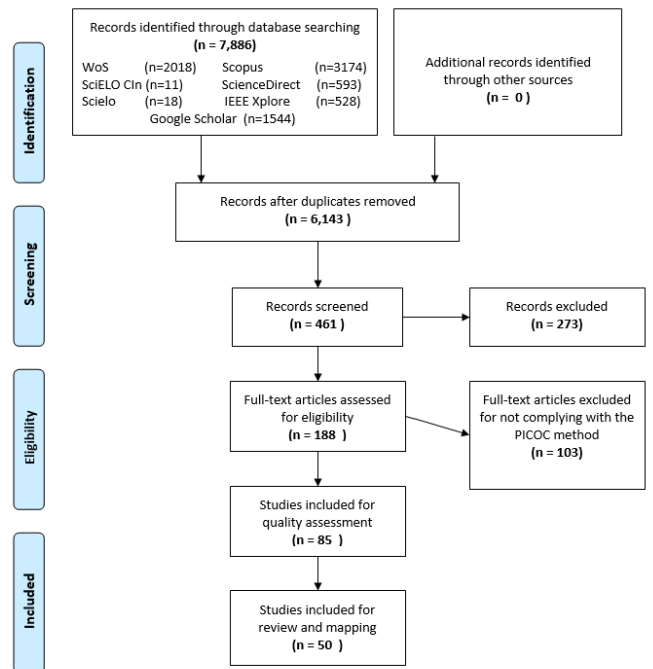 Identification
Records identified through database searching
(n = 7,886)
WoS (n=2018) Scopus (n=3174)
SciELO CIn (n=11) ScienceDirect (n=593)
Scielo (n=18) IEEE Xplore (n=528)
Google Scholar (n=1544)
Additional records identified
through other sources
(n = 0 )
Records after duplicates removed
(n = 6,143 )
Screening
Records screened
(n = 461 )
Records excluded
(n = 273)
Eligibility
Full-text articles assessed
for eligibility
(n = 188 )
Full-text articles excluded
for not complying with the
PICOC method
(n = 103)
Studies included for
quality assessment
(n = 85 )
Included
Studies included for
review and mapping
(n = 50 )